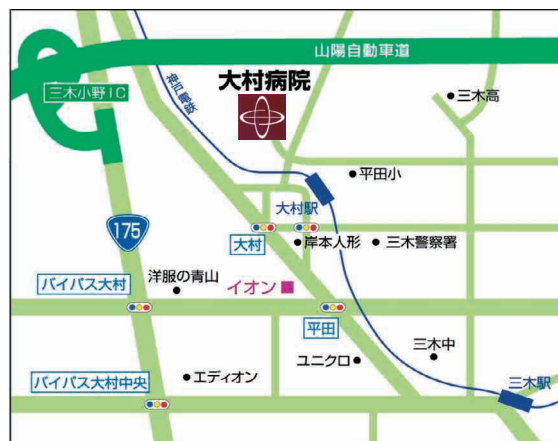 山陽自動車道
神戸電鉄
大村病院
三木小野IC
三木高
平田小
175
大村駅
大村
岸本人形
三木警察署
バイパス大村
洋服の青山
イオン
平田
ユニクロ
三木中
バイパス大村中央
エディオン
三木駅